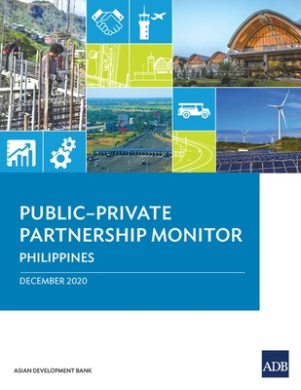 PUBLIC–PRIVATE
PARTNERSHIP MONITOR
PHILIPPINES
DECEMBER 2020
ASIAN DEVELOPMENT BANK
ADB